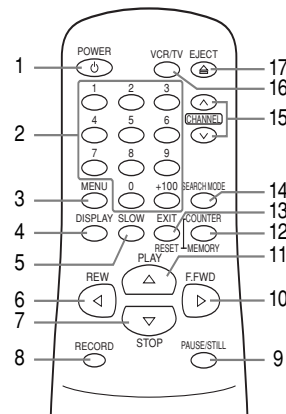 POWER VCR/TV EJECT
1 17
16
1 2 3
2 15
CHANNEL
4 5 6
7 8 9
MENU 0 +100 SEARCH MODE
3 14
13
DISPLAY SLOW EXIT COUNTER
4 12
RESET MEMORY
5 PLAY 11
REW F.FWD
6 10
7
STOP
RECORD PAUSE/STILL
8 9